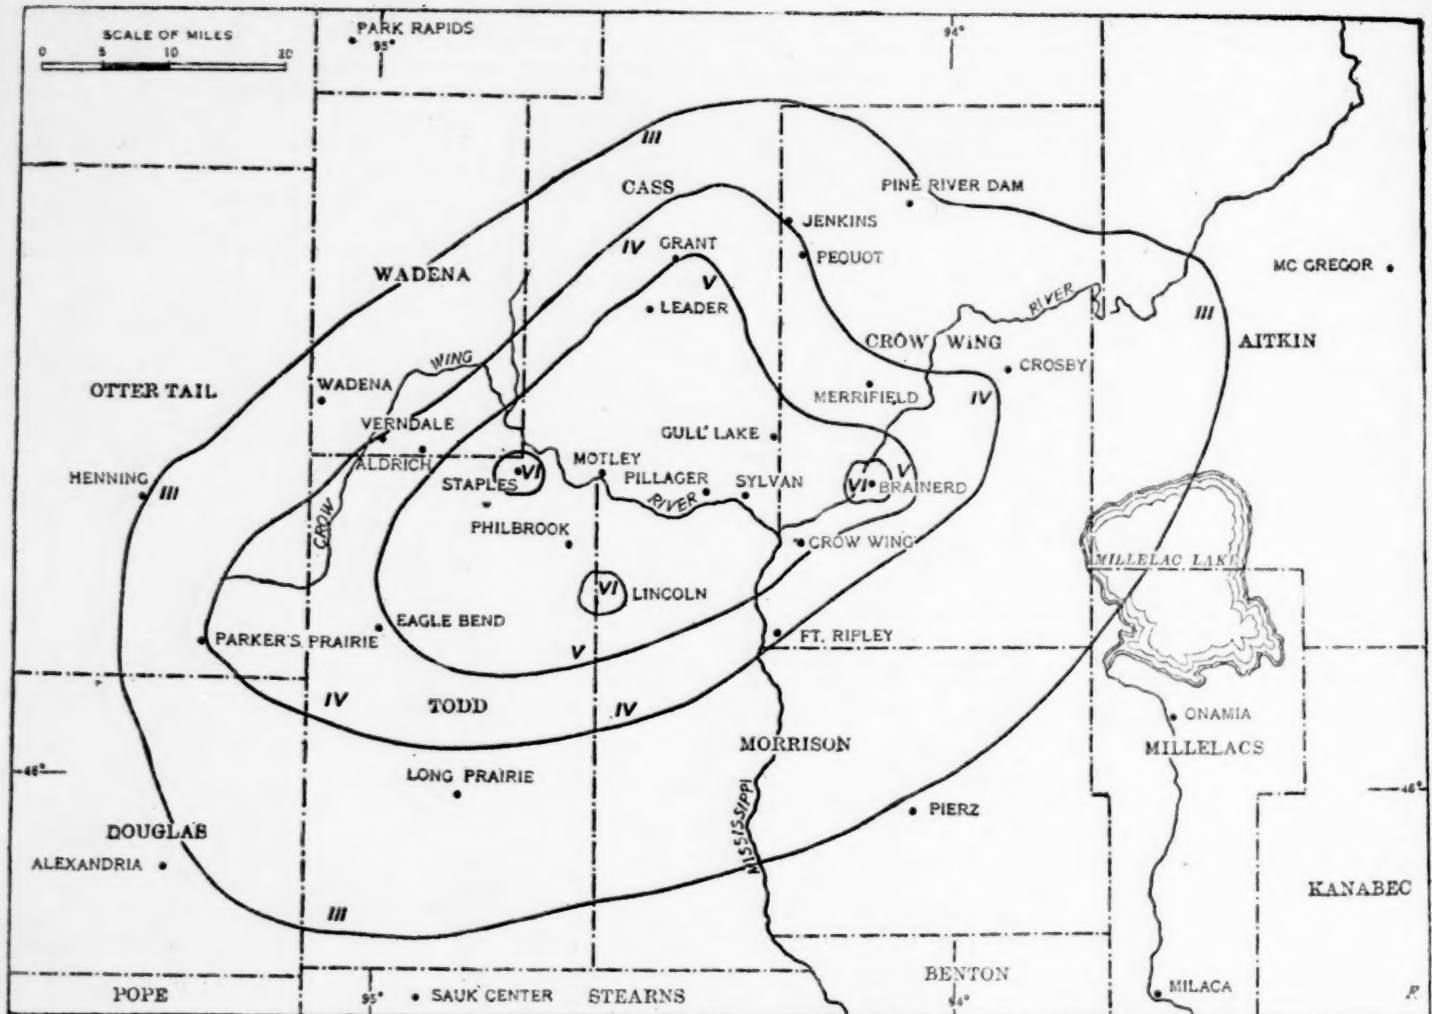 SCALE OF MILES
0 5 10 20
PARK RAPIDS
95°
94°
III
CASS
PINE RIVER DAM
JENKINS
IV
GRANT
PEQUOT
MC GREGOR
WADENA
V
LEADER
RIVER
III
WING
CROW WING
AITKIN
OTTER TAIL
WADENA
CROSBY
MERRIFIELD
IV
VERNDALE
GULL LAKE
ALDRICH
MOTLEY
HENNING
III
STAPLES
VI
PILLAGER
SYLVAN
V
VI
BRAINERD
RIVER
PHILBROOK
CROW
CROW WING
MILLELAC LAKE
VI
LINCOLN
EAGLE BEND
PARKER'S PRAIRIE
FT. RIPLEY
V
IV
TODD
IV
ONAMIA
MORRISON
MILLELACS
46°
LONG PRAIRIE
46°
MISSISSIPPI
PIERZ
DOUGLAS
ALEXANDRIA
KANABEC
III
BENTON
POPE
95°
SAUK CENTER
STEARNS
94°
MILACA